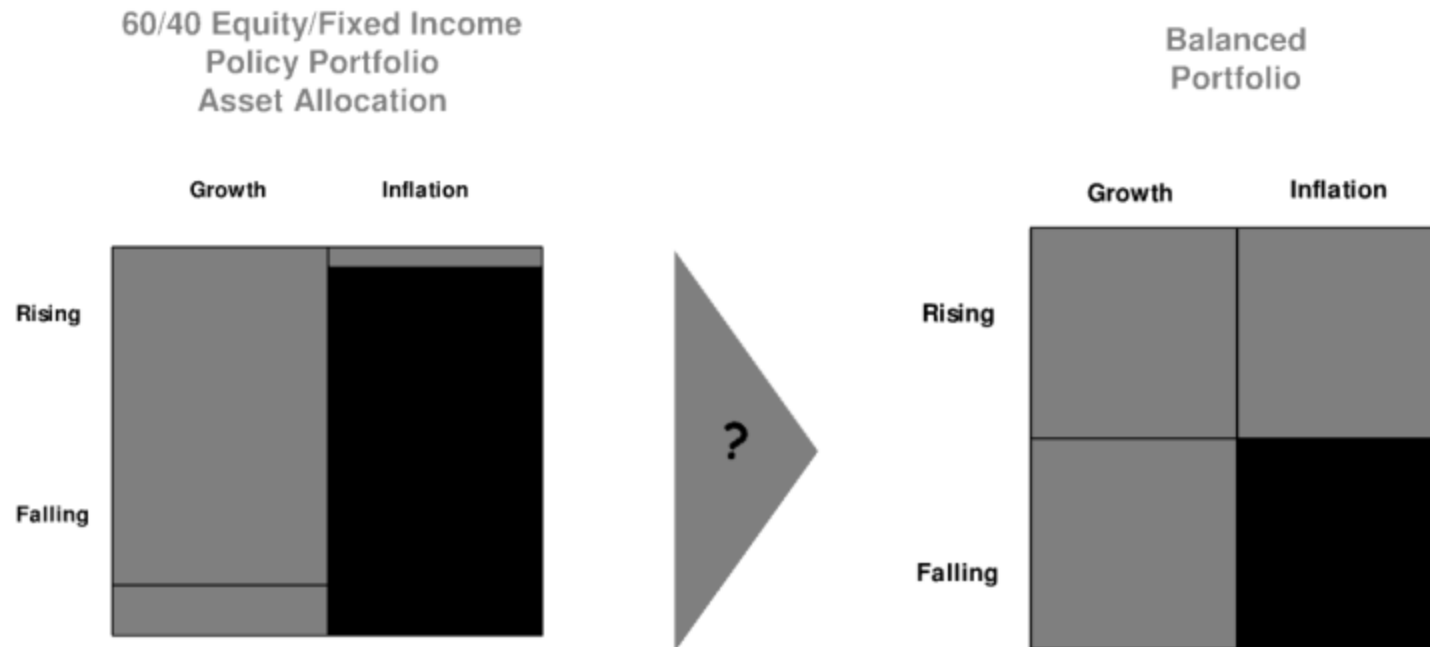 60/40 Equity/Fixed Income
Policy Portfolio
Asset Allocation
Growth
Inflation
Rising
Falling
?
Balanced
Portfolio
Growth
Inflation
Rising
Falling